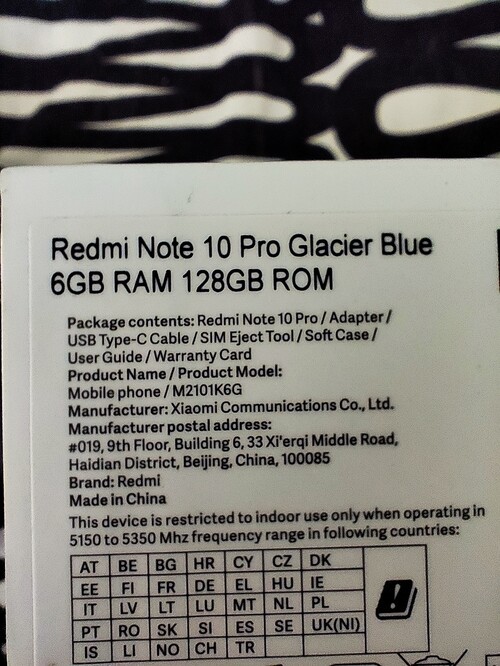 Redmi Note 10 Pro Glacier Blue
6GB RAM 128GB ROM
Package contents: Redmi Note 10 Pro / Adapter /
USB Type-C Cable / SIM Eject Tool / Soft Case /
User Guide / Warranty Card
Product Name / Product Model:
Mobile phone / M2101K6G
Manufacturer: Xiaomi Communications Co., Ltd.
Manufacturer postal address:
#019, 9th Floor, Building 6, 33 Xi'erqi Middle Road,
Haidian District, Beijing, China, 100085
Brand: Redmi
Made in China
This device is restricted to indoor use only when operating in
5150 to 5350 Mhz frequency range in following countries:
AT BE BG HR CY CZ DK
EE FI FR DE EL HU IE
IT LV LT LU MT NL PL
PT RO SK SI ES SE UK(NI)
IS LI NO CH TR